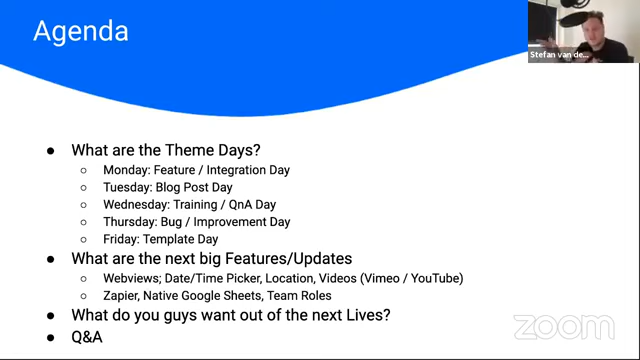 Agenda
Stefan van de...
● What are the Theme Days?
○ Monday: Feature / Integration Day
○ Tuesday: Blog Post Day
○ Wednesday: Training / QnA Day
○ Thursday: Bug / Improvement Day
○ Friday: Template Day
● What are the next big Features/Updates
○ Webviews; Date/Time Picker, Location, Videos (Vimeo / YouTube)
○ Zapier, Native Google Sheets, Team Roles
● What do you guys want out of the next Lives?
● Q&A
zoom